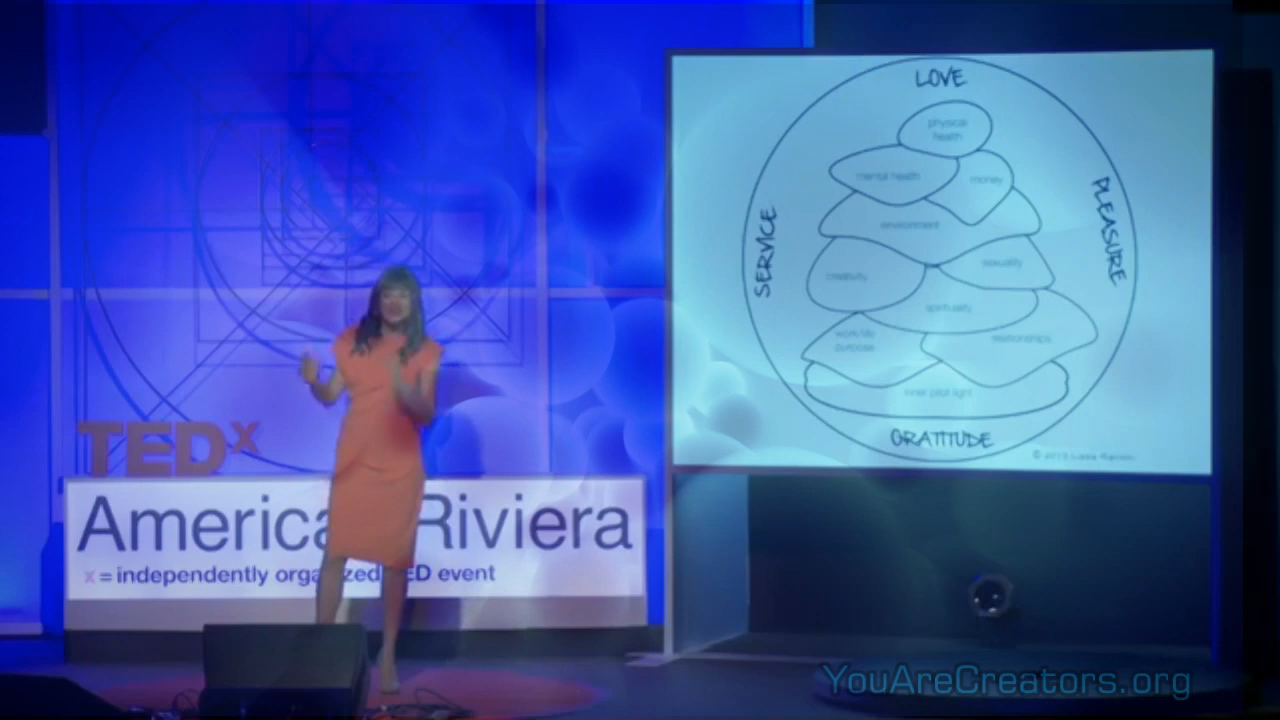 LOVE
physical
health
mental health
money
environment
SERVICE
PLEASURE
creativity
sexuality
spirituality
work/life
purpose
relationships
inner pilot light
GRATITUDE
TEDx
America Riviera
x = independently organized TED event
YouAreCreators.org